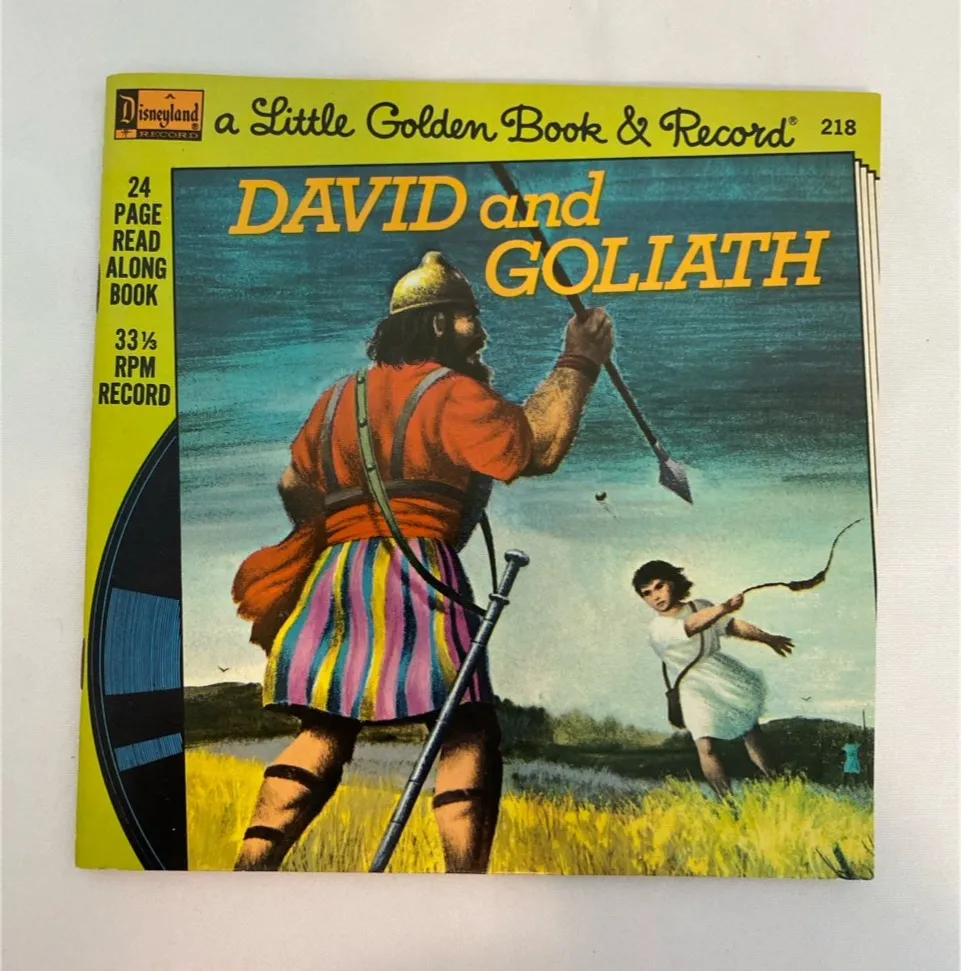 Disneyland
RECORD
a Little Golden Book & Record® 218
24
PAGE
READ
ALONG
BOOK
33⅓
RPM
RECORD
DAVID and
GOLIATH